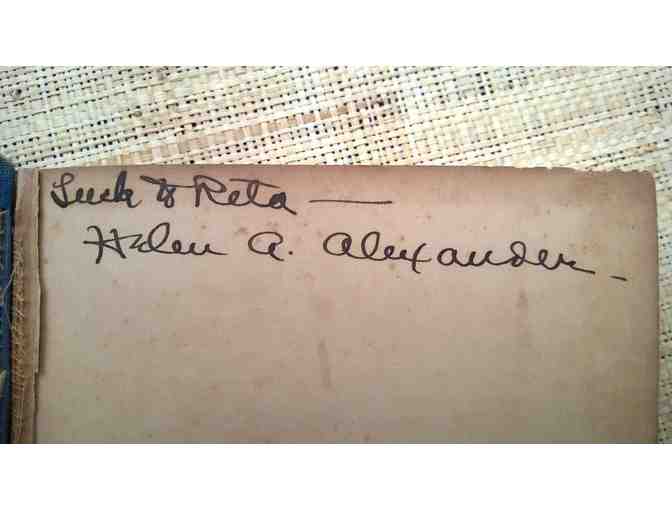 Luck to Reta —
Helen A. Alexander —